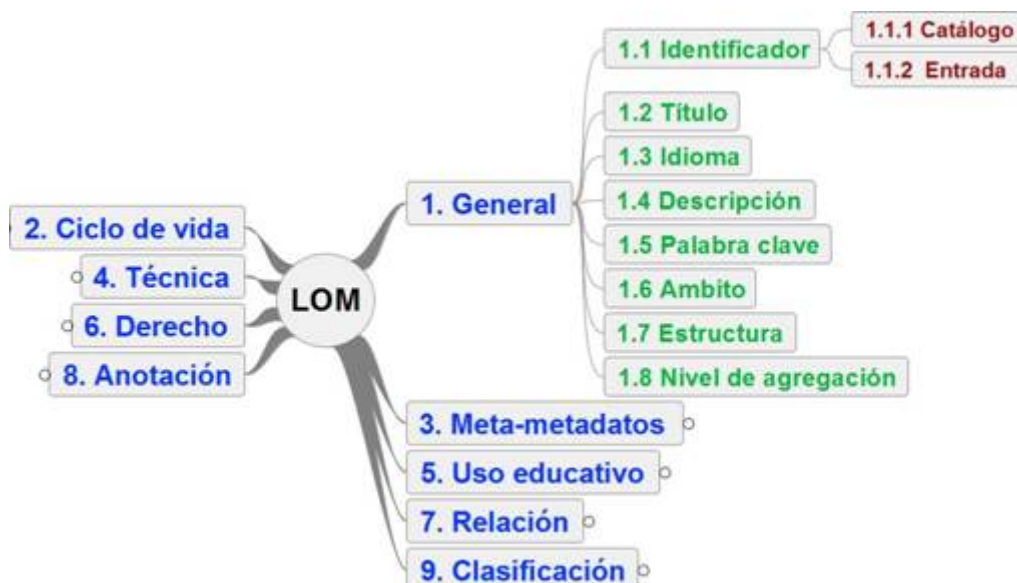 1.1 Identificador
1.1.1 Catálogo
1.1.2 Entrada
1.2 Título
1.3 Idioma
1. General
1.4 Descripción
1.5 Palabra clave
1.6 Ambito
1.7 Estructura
1.8 Nivel de agregación
2. Ciclo de vida
4. Técnica
6. Derecho
8. Anotación
LOM
3. Meta-metadatos
5. Uso educativo
7. Relación
9. Clasificación